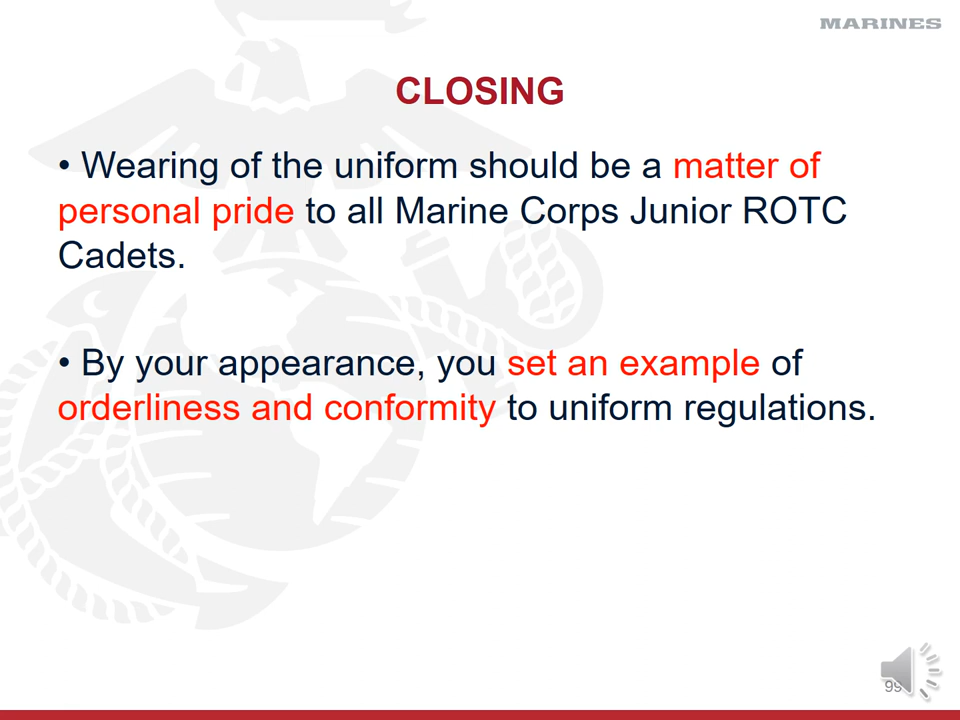 MARINES
CLOSING
• Wearing of the uniform should be a matter of
personal pride to all Marine Corps Junior ROTC
Cadets.
• By your appearance, you set an example of
orderliness and conformity to uniform regulations.